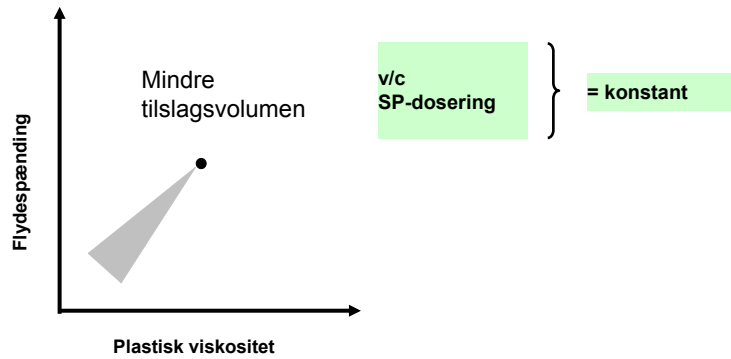 Mindre
tilslagsvolumen
v/c
SP-dosering
= konstant
Flydespænding
Plastisk viskositet